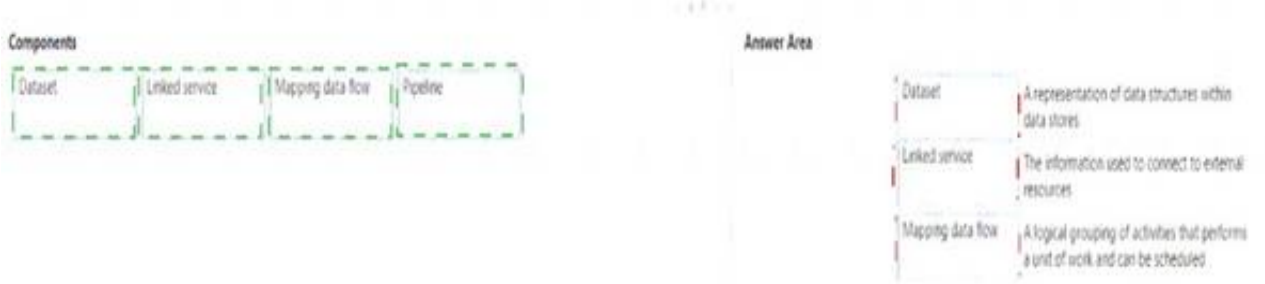 Components
Answer Area
Dataset
Linked service
Mapping data flow
Pipeline
Dataset
A representation of data structures within
data stores
Linked service
The information used to connect to external
resources
Mapping data flow
A logical grouping of activities that performs
a unit of work and can be scheduled